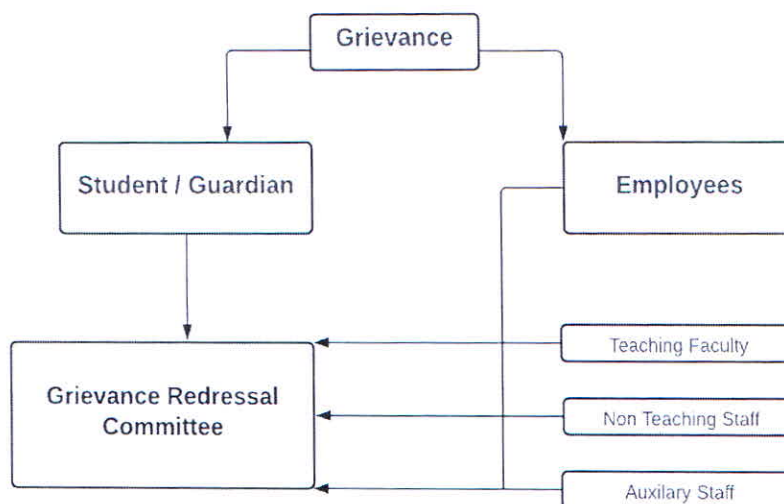 Grievance
Student / Guardian
Employees
Teaching Faculty
Grievance Redressal
Committee
Non Teaching Staff
Auxilary Staff